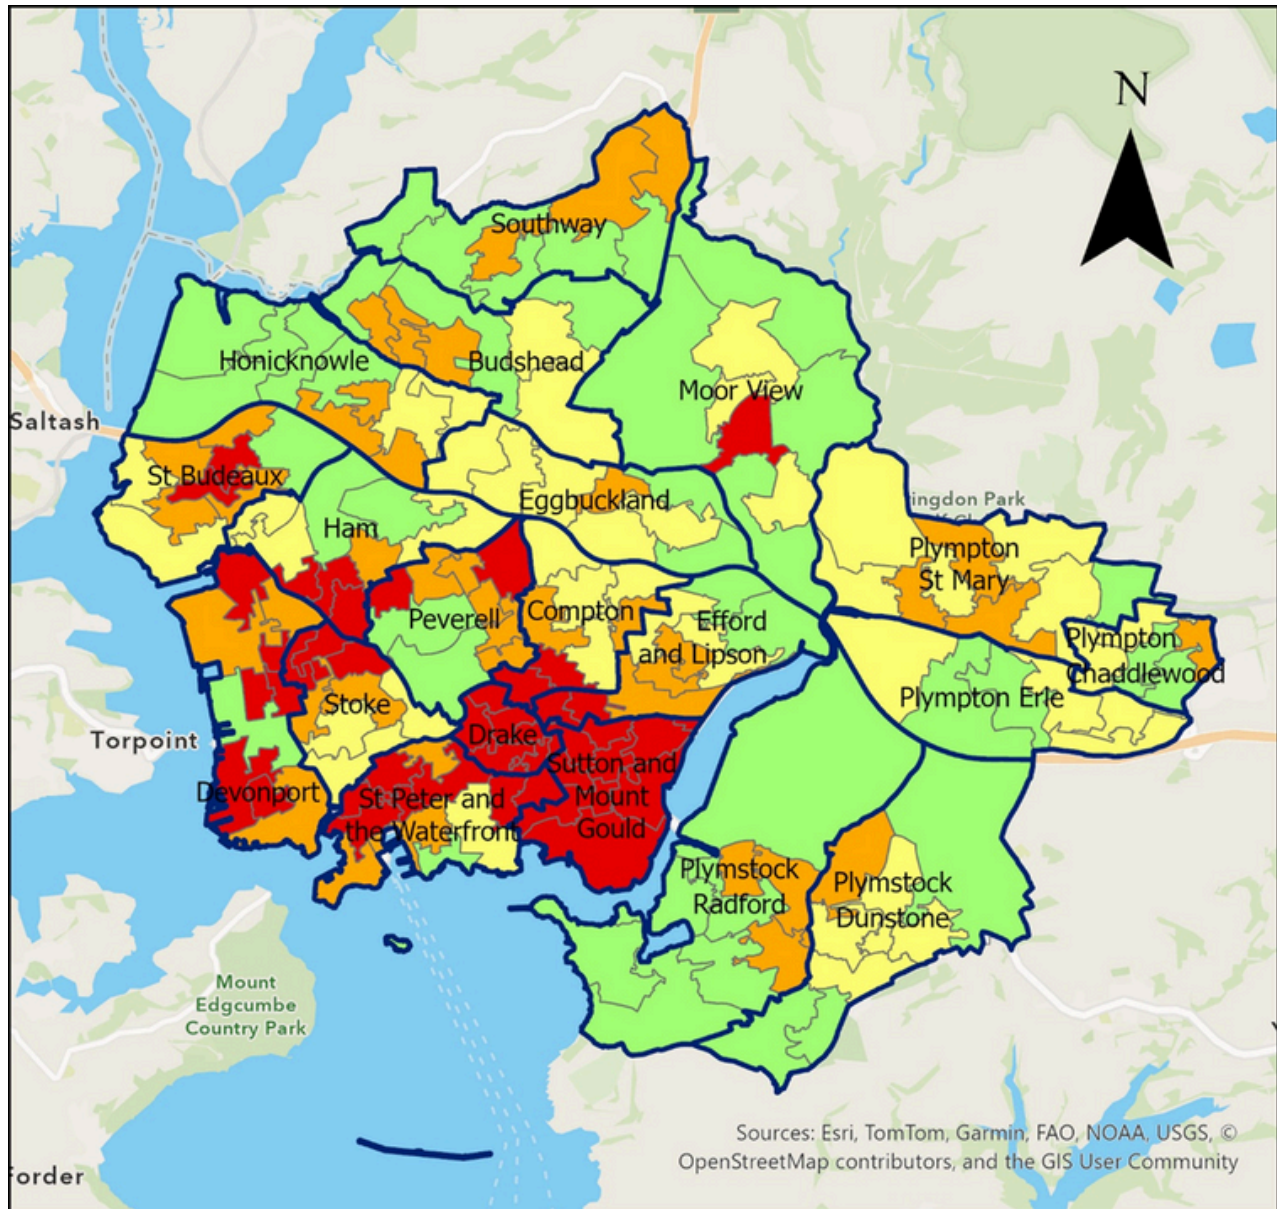 N
Southway
Honicknowle
Budshead
Moor View
Saltash
St Budeaux
Eggbuckland
ingdon Park
Ham
Plympton
St Mary
Peverell
Compton
Efford
and Lipson
Plympton
Chaddlewood
Stoke
Plympton Erle
Torpoint
Drake
Sutton and
Mount
Gould
Devonport
St Peter and
the Waterfront
Plymstock
Radford
Plymstock
Dunstone
Mount
Edgcumbe
Country Park
Sources: Esri, TomTom, Garmin, FAO, NOAA, USGS, ©
OpenStreetMap contributors, and the GIS User Community
Forder